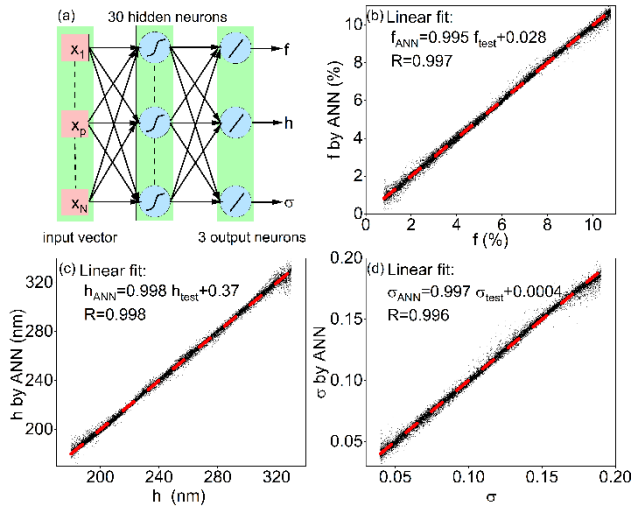 (a)
30 hidden neurons
x1
xp
xN
f
h
σ
input vector
3 output neurons
(b)
Linear fit:
fANN=0.995 ftest+0.028
R=0.997
f by ANN (%)
10
8
6
4
2
0
0 2 4 6 8 10
f (%)
(c) Linear fit:
hANN=0.998 htest+0.37
R=0.998
h by ANN (nm)
320
280
240
200
200 240 280 320
h (nm)
(d) Linear fit:
σANN=0.997 σtest+0.0004
R=0.996
σ by ANN
0.20
0.15
0.10
0.05
0.05 0.10 0.15 0.20
σ